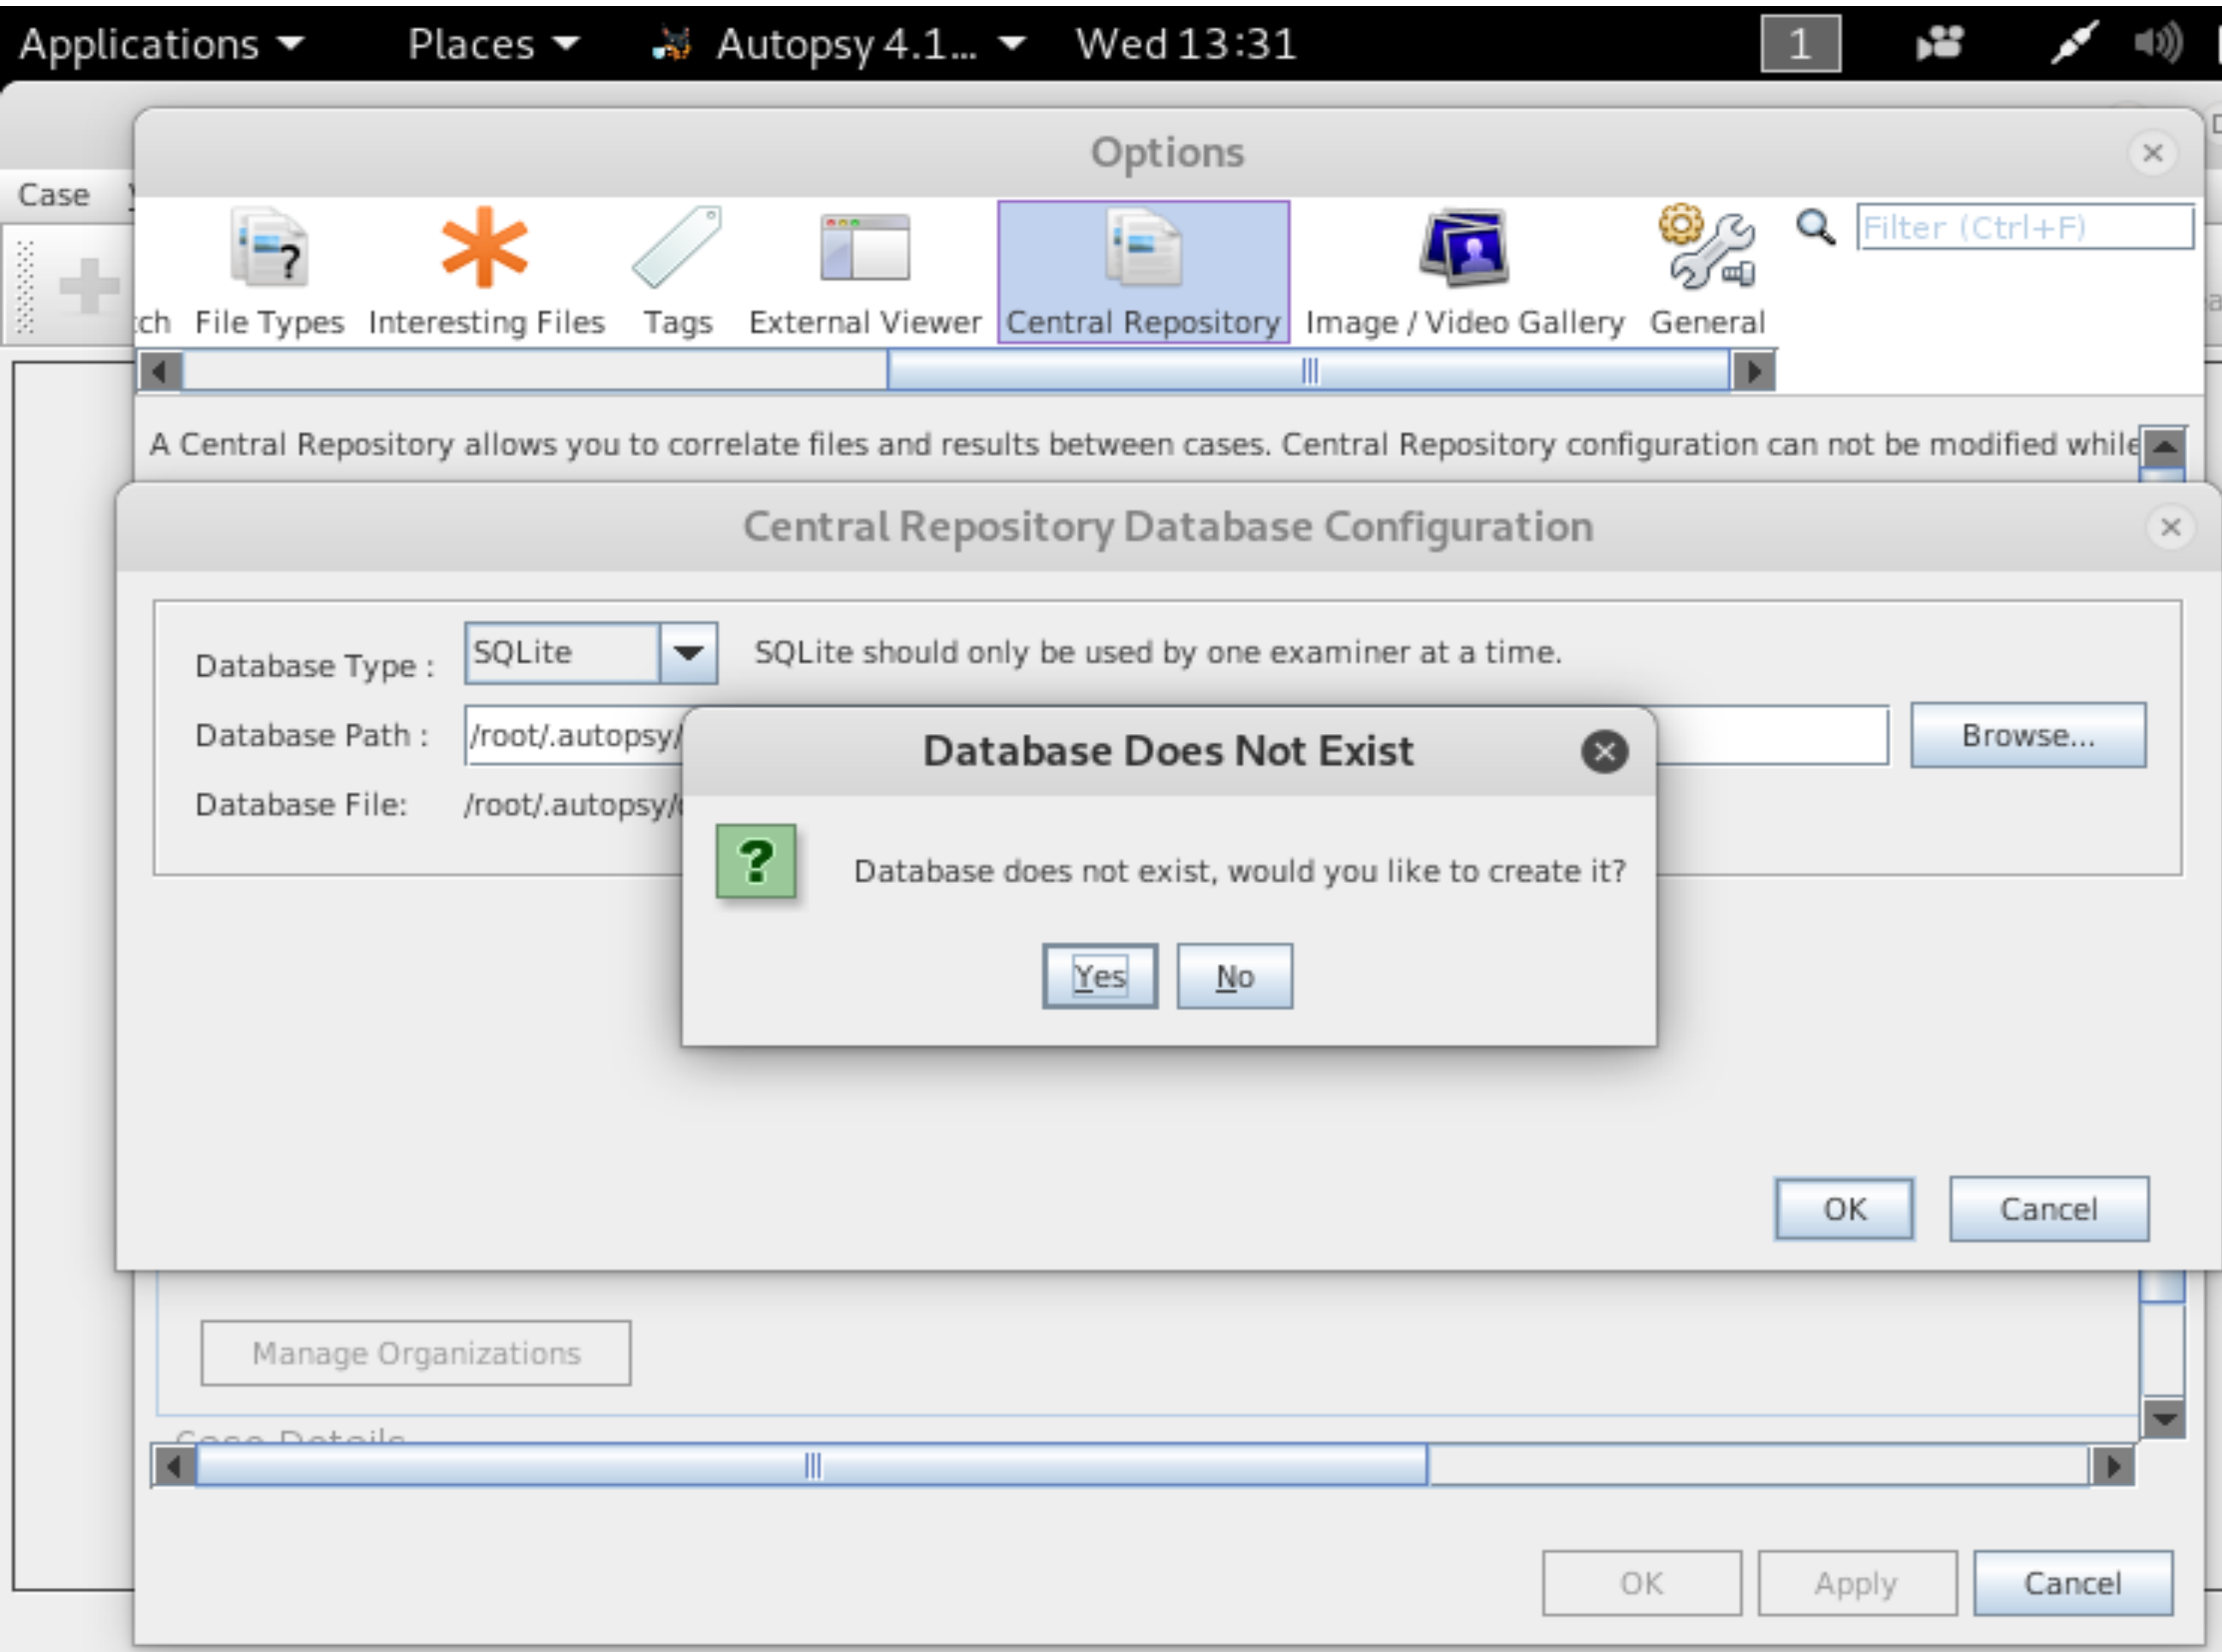 Applications Places Autopsy 4.1... Wed 13:31 1
Options
Case
File Types Interesting Files Tags External Viewer Central Repository Image / Video Gallery General
Filter (Ctrl+F)
A Central Repository allows you to correlate files and results between cases. Central Repository configuration can not be modified while
Central Repository Database Configuration
Database Type : SQLite SQLite should only be used by one examiner at a time.
Database Path : /root/.autopsy/ Browse...
Database File: /root/.autopsy/
Database Does Not Exist
? Database does not exist, would you like to create it?
Yes No
OK Cancel
Manage Organizations
Case Details
OK Apply Cancel